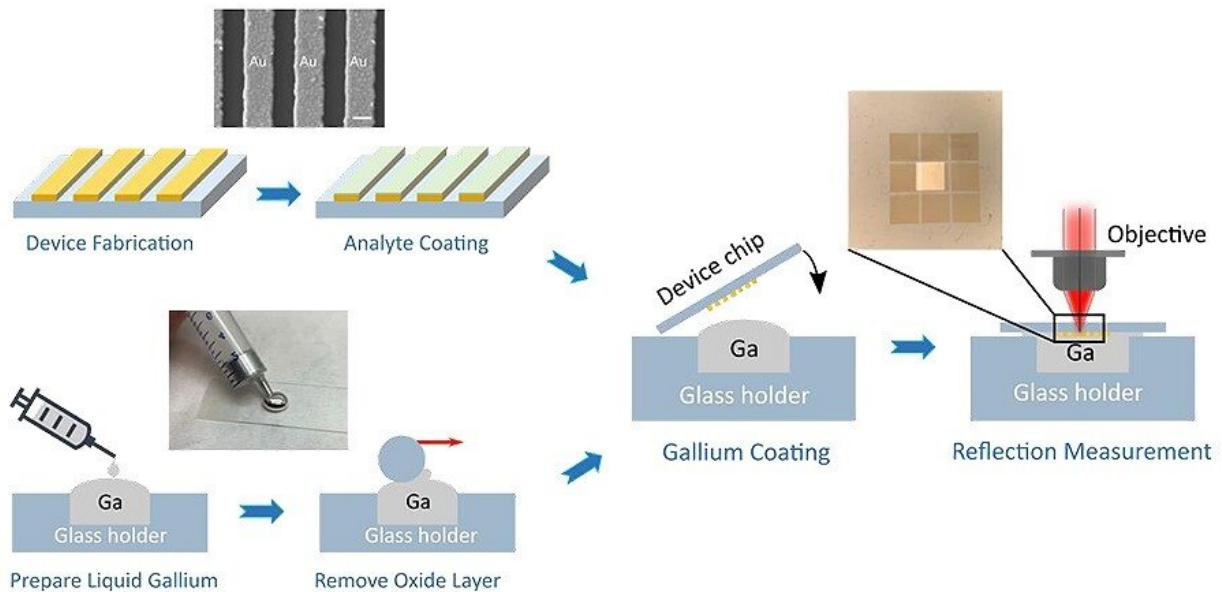 Au Au Au
Device Fabrication
Analyte Coating
Device chip
Ga
Glass holder
Gallium Coating
Objective
Ga
Glass holder
Reflection Measurement
Ga
Glass holder
Prepare Liquid Gallium
Ga
Glass holder
Remove Oxide Layer